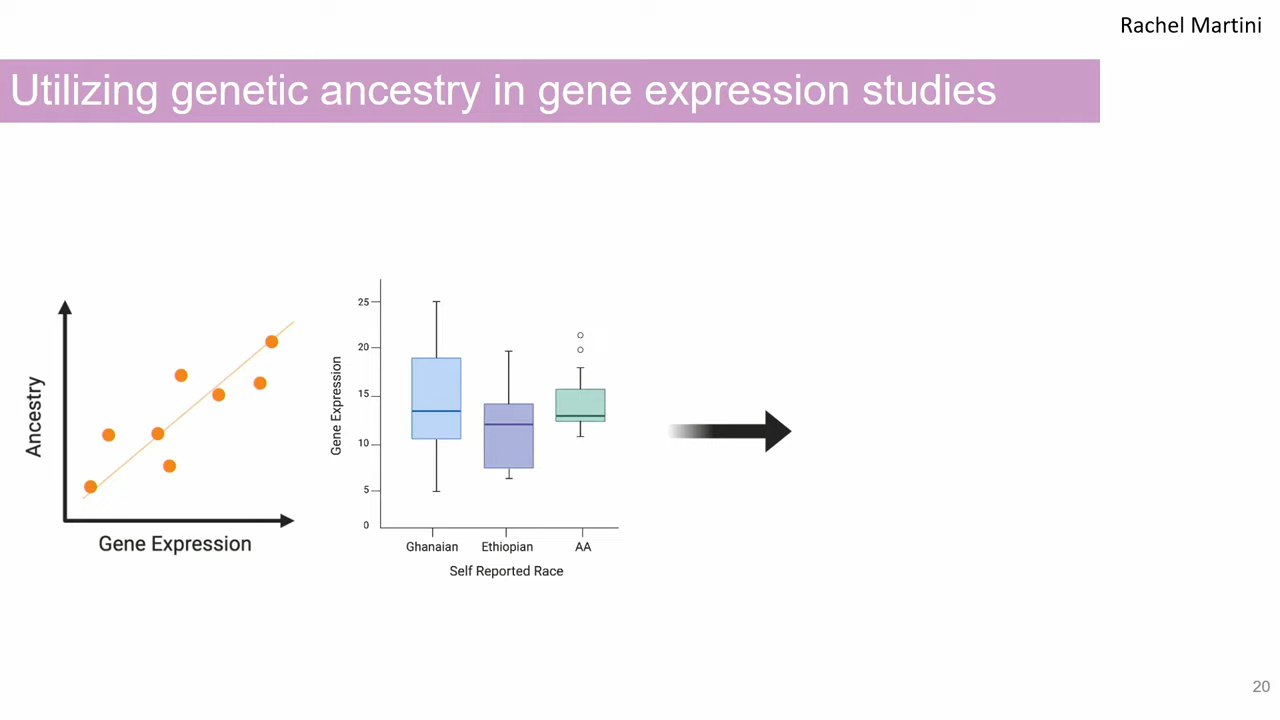 Rachel Martini
Utilizing genetic ancestry in gene expression studies
Ancestry
Gene Expression
Gene Expression
25
20
15
10
5
0
Ghanaian Ethiopian AA
Self Reported Race
20